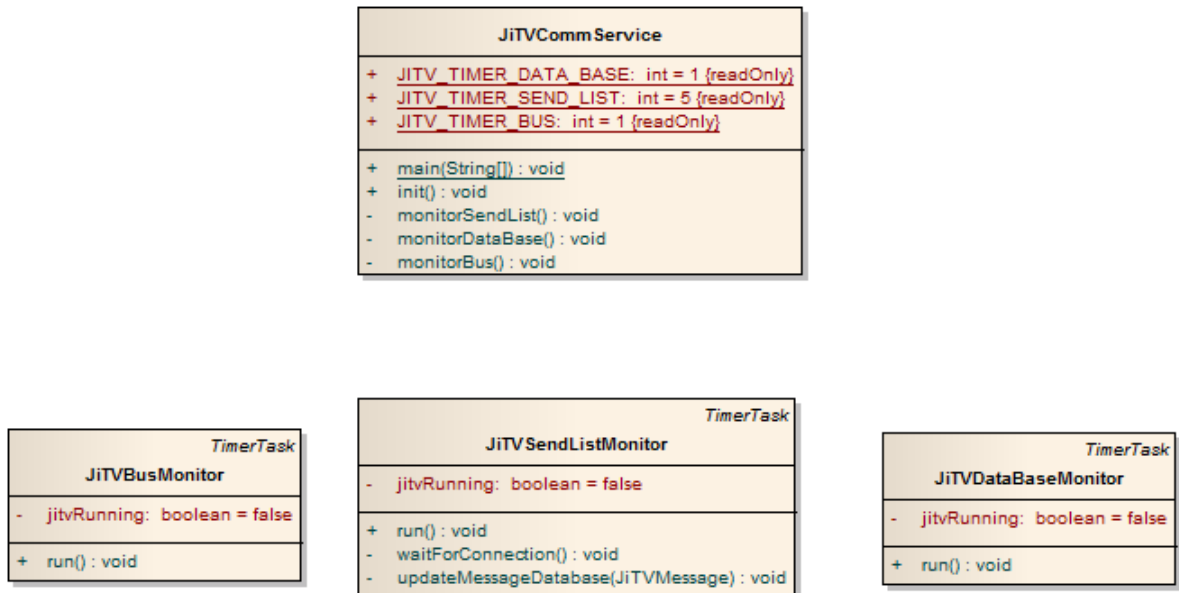 JiTVCommService
+ JITV_TIMER_DATA_BASE: int = 1 {readOnly}
+ JITV_TIMER_SEND_LIST: int = 5 {readOnly}
+ JITV_TIMER_BUS: int = 1 {readOnly}
+ main(String[]) : void
+ init() : void
- monitorSendList() : void
- monitorDataBase() : void
- monitorBus() : void
TimerTask
JiTVBusMonitor
- jitvRunning: boolean = false
+ run() : void
TimerTask
JiTVSendListMonitor
- jitvRunning: boolean = false
+ run() : void
- waitForConnection() : void
- updateMessageDatabase(JiTVMessage) : void
TimerTask
JiTVDataBaseMonitor
- jitvRunning: boolean = false
+ run() : void